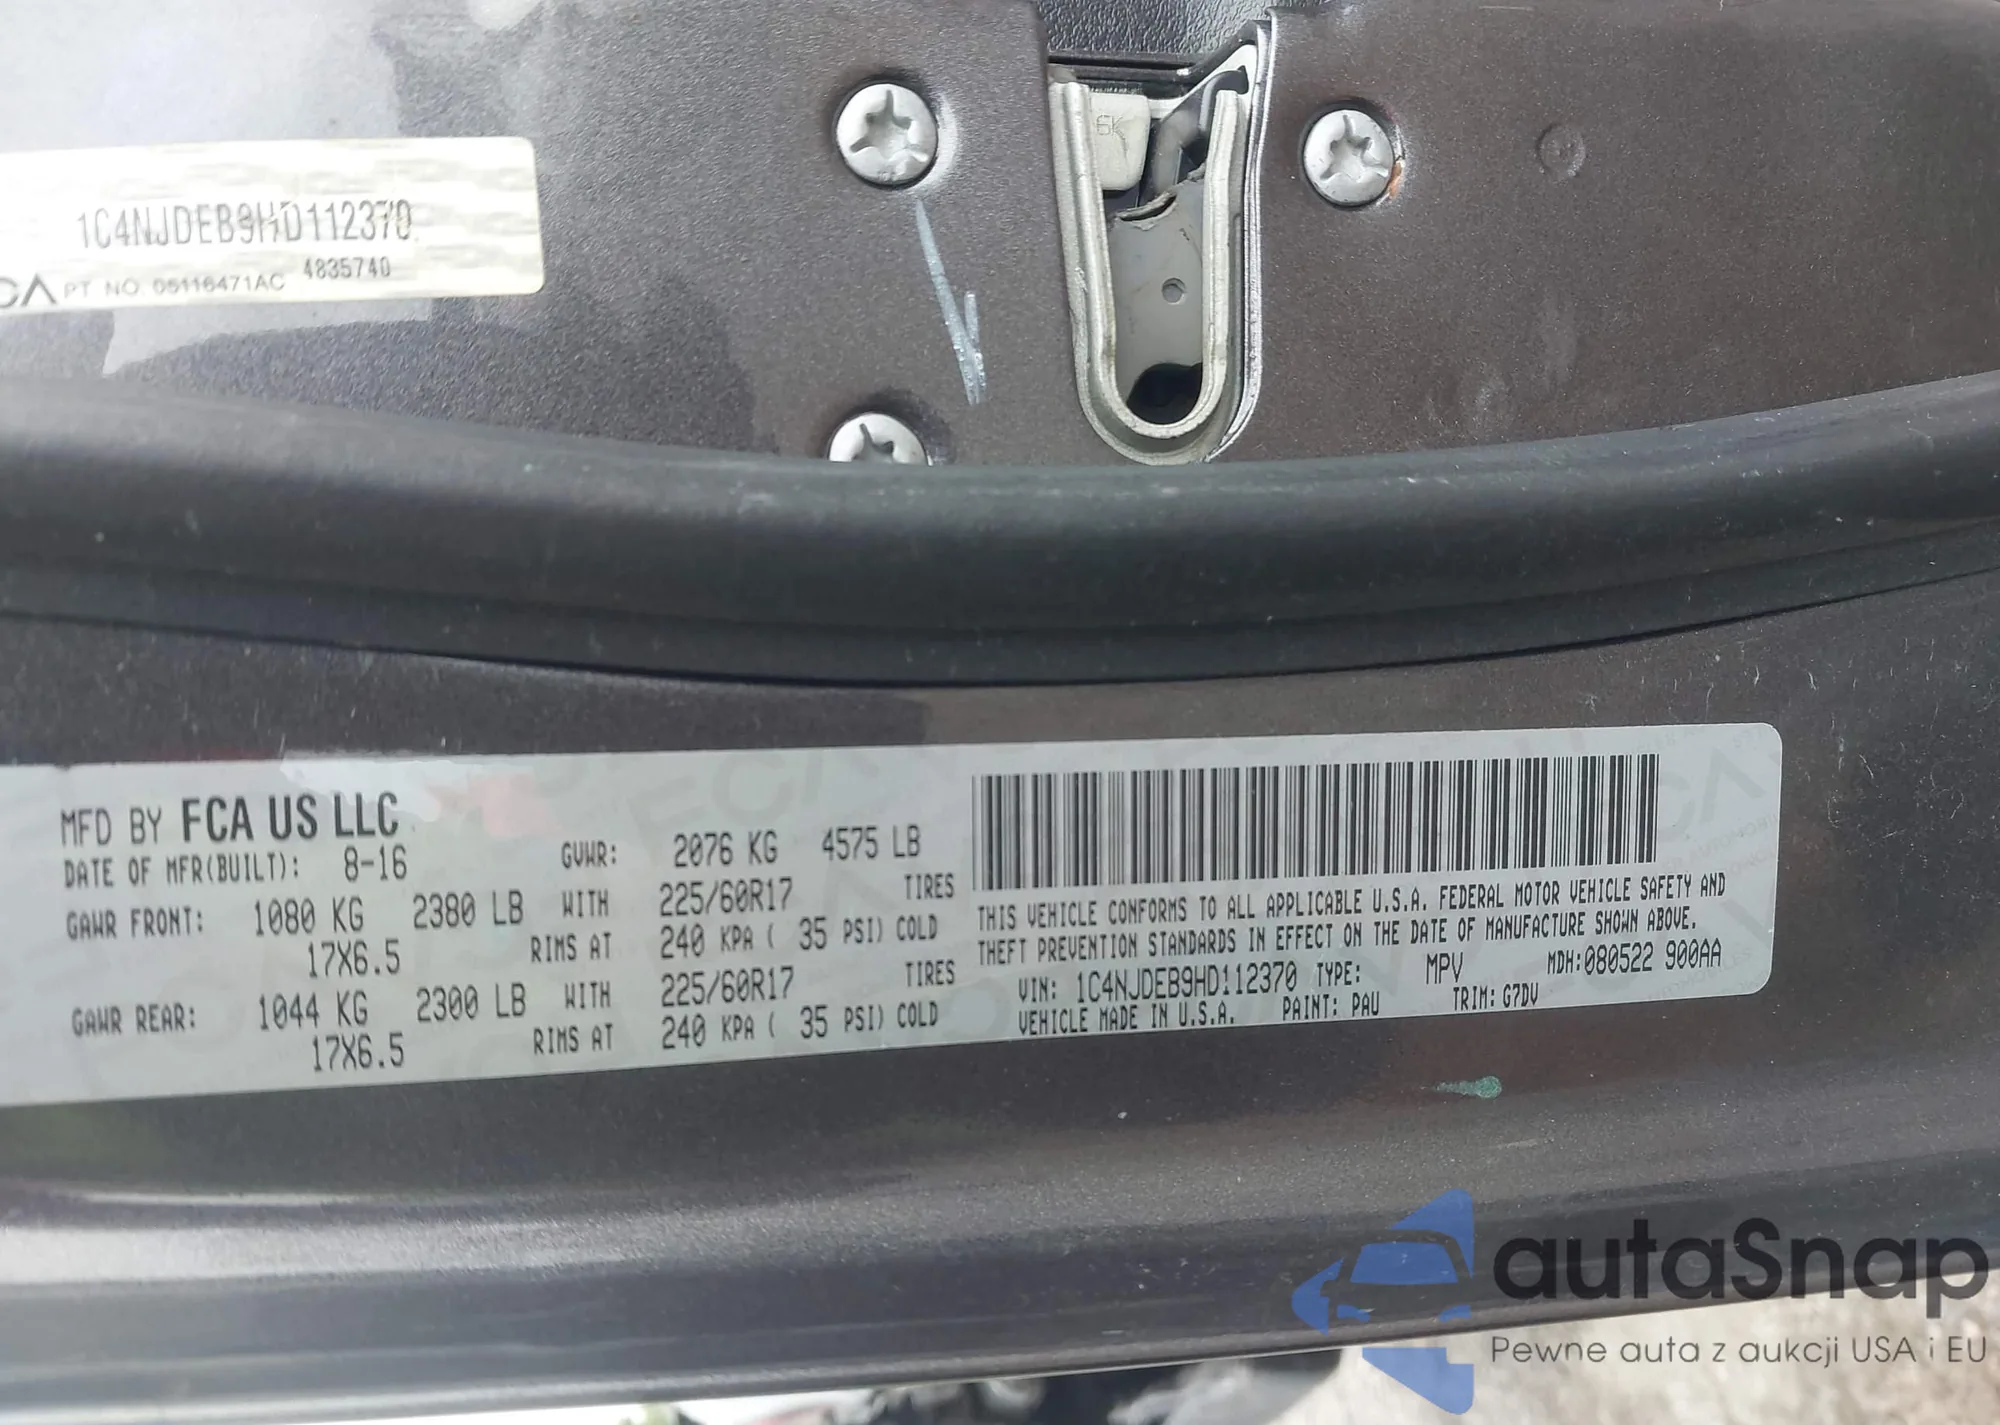 6K
1C4NJDEB9HD112370
4835740
PT NO. 05116471AC
MFD BY FCA US LLC
DATE OF MFR(BUILT): 8-16 GVWR: 2076 KG 4575 LB
GAWR FRONT: 1080 KG 2380 LB WITH 225/60R17 TIRES
17X6.5 RIMS AT 240 KPA ( 35 PSI) COLD
GAWR REAR: 1044 KG 2300 LB WITH 225/60R17 TIRES
17X6.5 RIMS AT 240 KPA ( 35 PSI) COLD
THIS VEHICLE CONFORMS TO ALL APPLICABLE U.S.A. FEDERAL MOTOR VEHICLE SAFETY AND
THEFT PREVENTION STANDARDS IN EFFECT ON THE DATE OF MANUFACTURE SHOWN ABOVE.
VIN: 1C4NJDEB9HD112370 TYPE: MPV MDH:080522 900AA
VEHICLE MADE IN U.S.A. PAINT: PAU TRIM: G7DV
autaSnap
Pewne auta z aukcji USA i EU